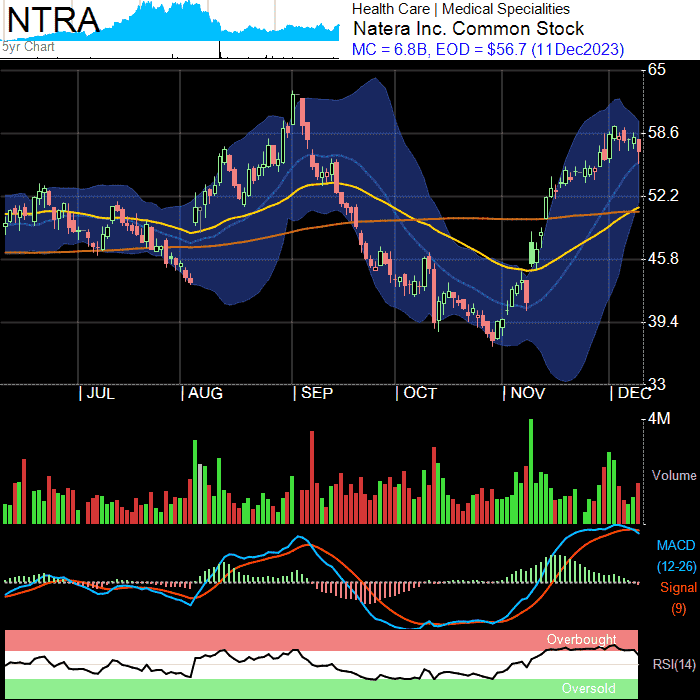 NTRA
5yr Chart
Health Care | Medical Specialities
Natera Inc. Common Stock
MC = 6.8B, EOD = $56.7 (11Dec2023)
65
58.6
52.2
45.8
39.4
33
JUL
AUG
SEP
OCT
NOV
DEC
4M
Volume
MACD
(12-26)
Signal
(9)
Overbought
RSI(14)
Oversold